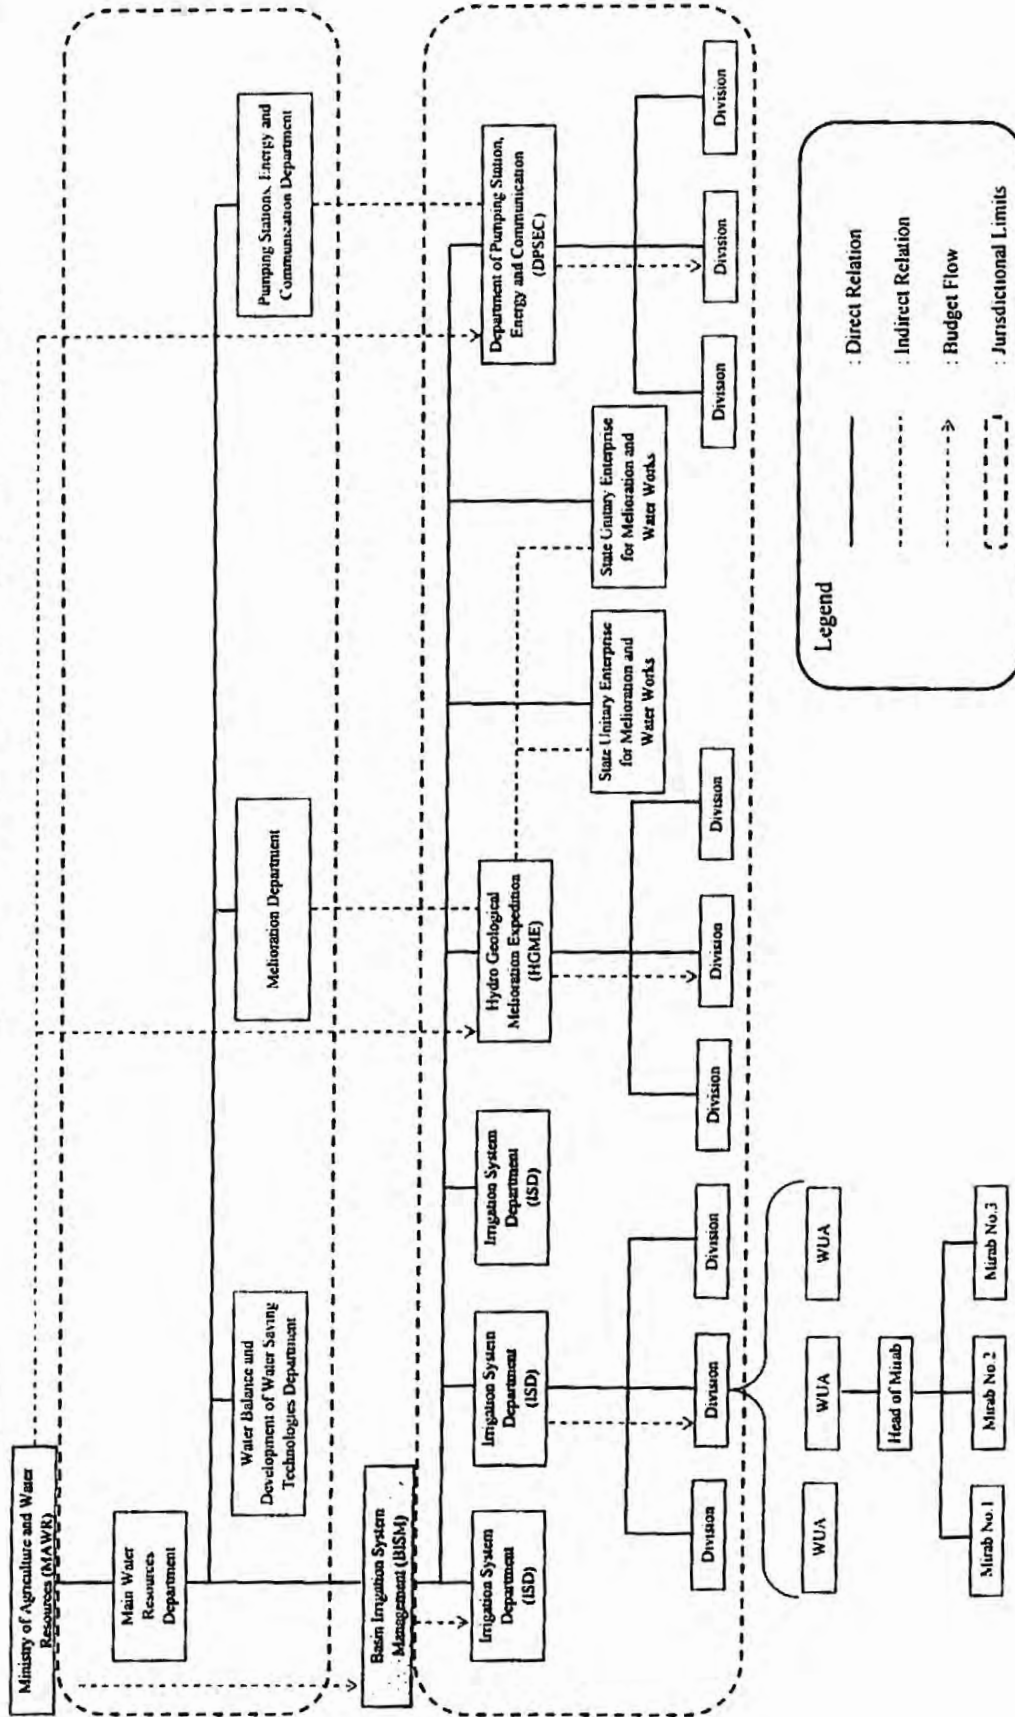 Ministry of Agriculture and Water
Resources (MAWR)
Main Water
Resources
Department
Water Balance and
Development of Water Saving
Technologies Department
Melioration Department
Pumping Stations, Energy and
Communication Department
Basin Irrigation System
Management (BISM)
Irrigation System
Department
(ISD)
Irrigation System
Department
(ISD)
Irrigation System
Department
(ISD)
Hydro Geological
Melioration Expedition
(HGME)
Department of Pumping Station,
Energy and Communication
(DPSEC)
State Unitary Enterprise
for Melioration and
Water Works
State Unitary Enterprise
for Melioration and
Water Works
Division
Division
Division
Division
Division
Division
Division
Division
Division
WUA
WUA
WUA
Head of Mirab
Mirab No.1
Mirab No.2
Mirab No.3
Legend
: Direct Relation
: Indirect Relation
: Budget Flow
: Jurisdictional Limits